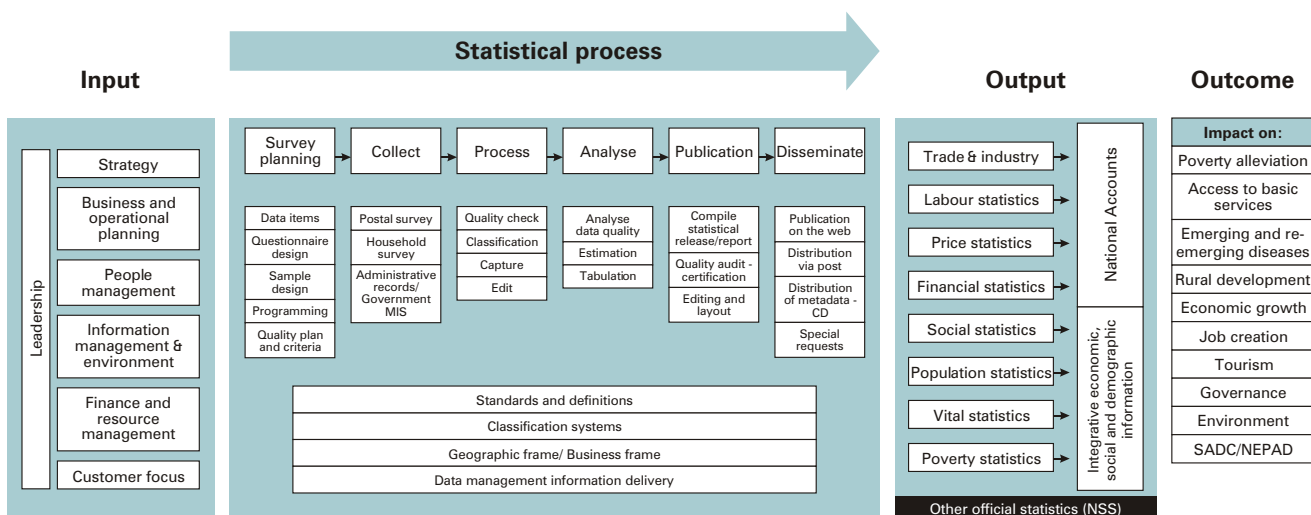 Statistical process
Input
Output
Outcome
Leadership
Strategy
Business and
operational
planning
People
management
Information
management &
environment
Finance and
resource
management
Customer focus
Survey
planning
Collect
Process
Analyse
Publication
Disseminate
Data items
Questionnaire
design
Sample
design
Programming
Quality plan
and criteria
Postal survey
Household
survey
Administrative
records/
Government
MIS
Quality check
Classification
Capture
Edit
Analyse
data quality
Estimation
Tabulation
Compile
statistical
release/report
Quality audit -
certification
Editing and
layout
Publication
on the web
Distribution
via post
Distribution
of metadata -
CD
Special
requests
Standards and definitions
Classification systems
Geographic frame/ Business frame
Data management information delivery
Trade & industry
Labour statistics
Price statistics
Financial statistics
Social statistics
Population statistics
Vital statistics
Poverty statistics
National Accounts
Integrative economic,
social and demographic
information
Other official statistics (NSS)
Impact on:
Poverty alleviation
Access to basic
services
Emerging and re-
emerging diseases
Rural development
Economic growth
Job creation
Tourism
Governance
Environment
SADC/NEPAD